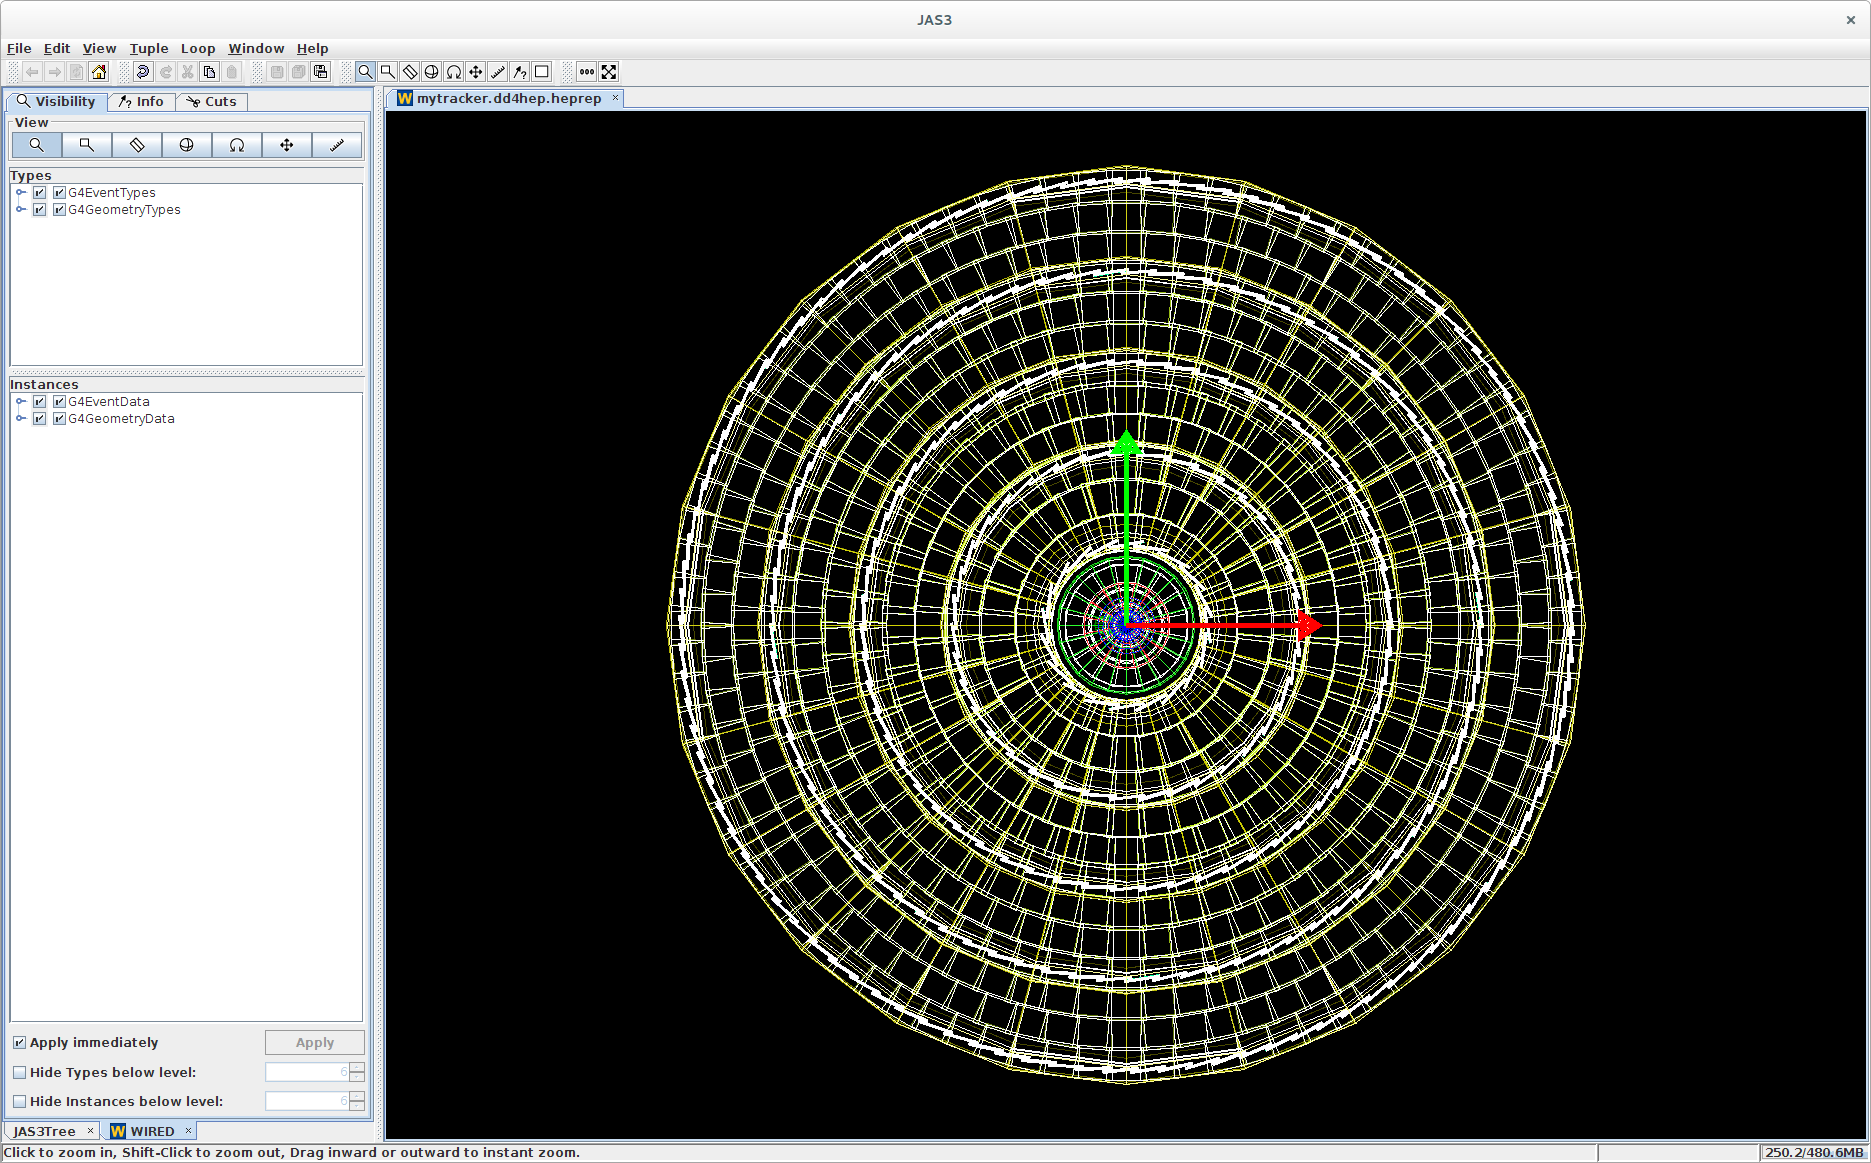 JAS3
File Edit View Tuple Loop Window Help
Visibility Info Cuts
W mytracker.dd4hep.heprep
View
Types
G4EventTypes
G4GeometryTypes
Instances
G4EventData
G4GeometryData
Apply immediately Apply
Hide Types below level: 6
Hide Instances below level: 6
JAS3Tree W WIRED
Click to zoom in, Shift-Click to zoom out, Drag inward or outward to instant zoom. 250.2/480.6MB